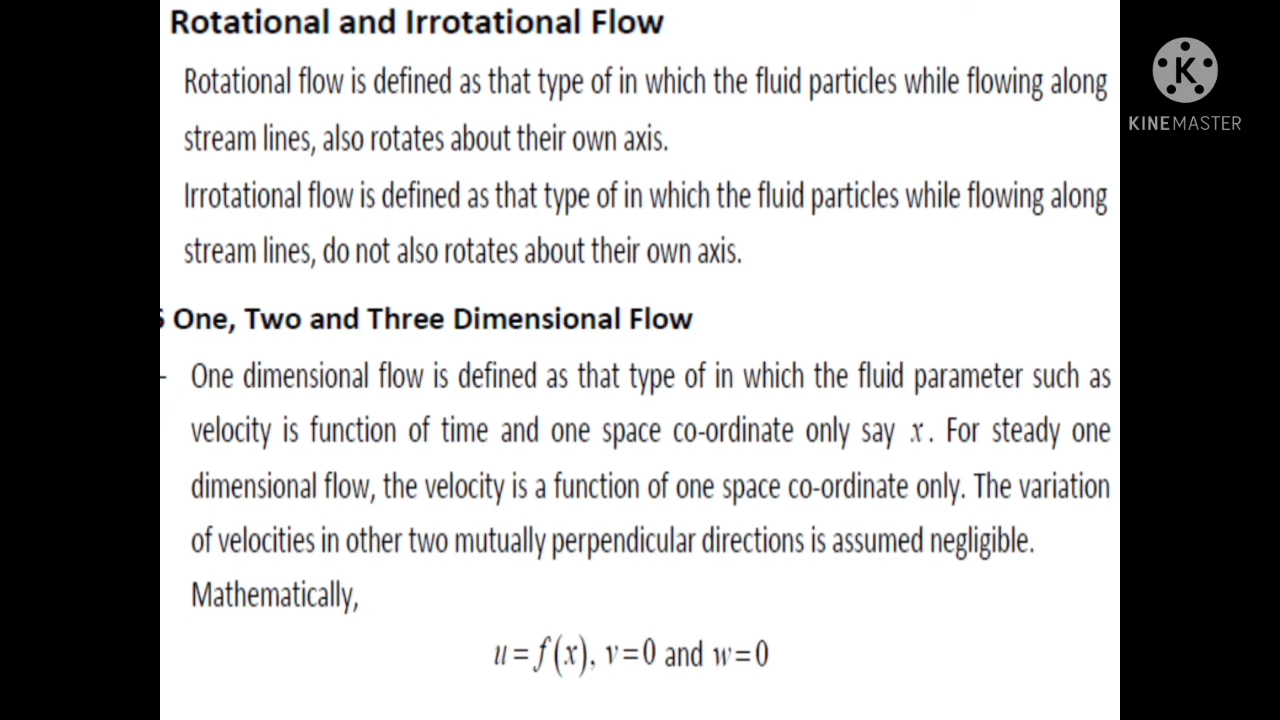 Rotational and Irrotational Flow
Rotational flow is defined as that type of in which the fluid particles while flowing along
stream lines, also rotates about their own axis.
Irrotational flow is defined as that type of in which the fluid particles while flowing along
stream lines, do not also rotates about their own axis.
One, Two and Three Dimensional Flow
- One dimensional flow is defined as that type of in which the fluid parameter such as
velocity is function of time and one space co-ordinate only say x. For steady one
dimensional flow, the velocity is a function of one space co-ordinate only. The variation
of velocities in other two mutually perpendicular directions is assumed negligible.
Mathematically,
u=f(x), v=0 and w=0
K
KINEMASTER